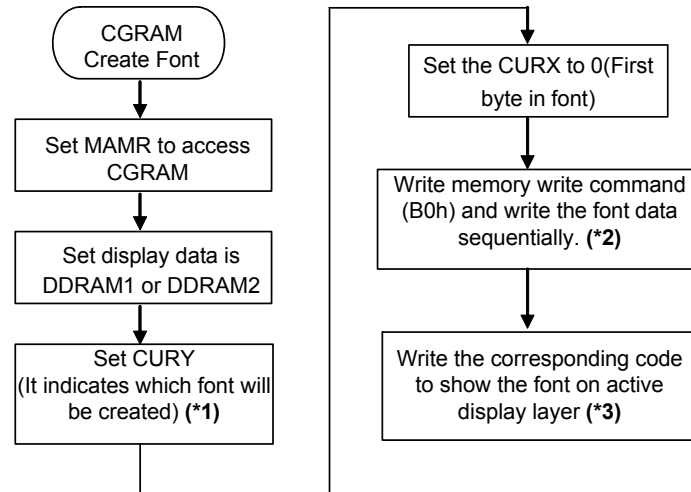 CGRAM
Create Font
Set MAMR to access
CGRAM
Set display data is
DDRAM1 or DDRAM2
Set CURY
(It indicates which font will
be created) (*1)
Set the CURX to 0(First
byte in font)
Write memory write command
(B0h) and write the font data
sequentially. (*2)
Write the corresponding code
to show the font on active
display layer (*3)